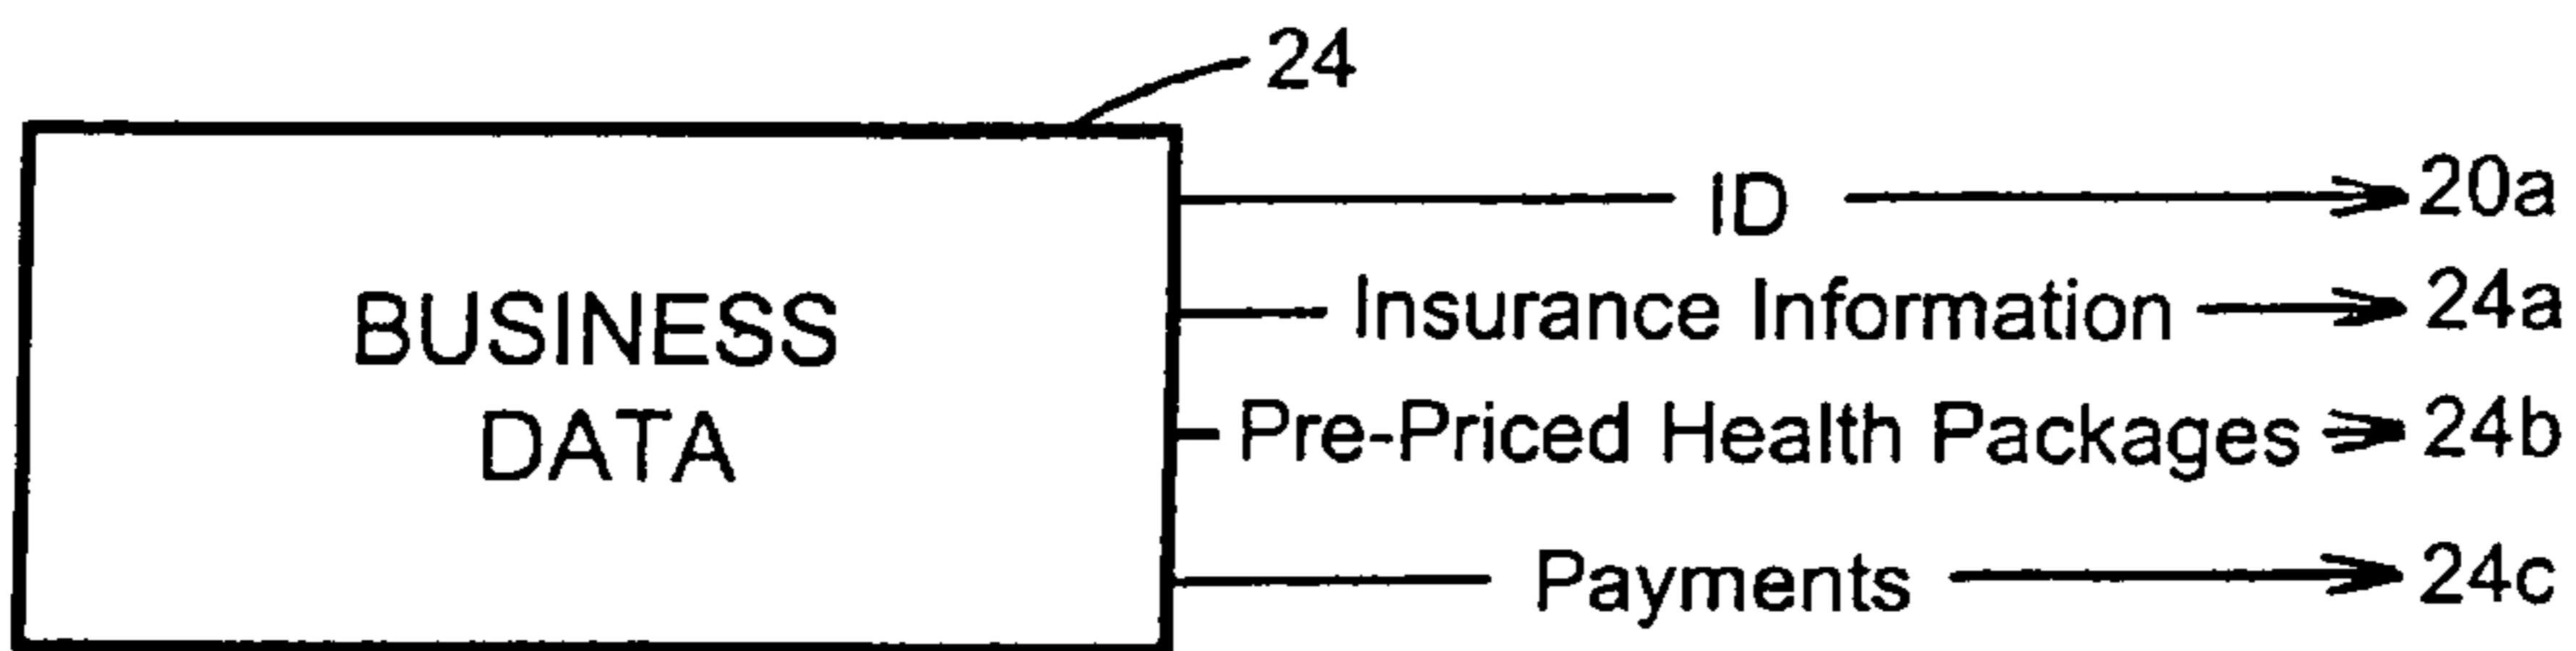 24
BUSINESS
DATA
ID 20a
Insurance Information 24a
Pre-Priced Health Packages 24b
Payments 24c